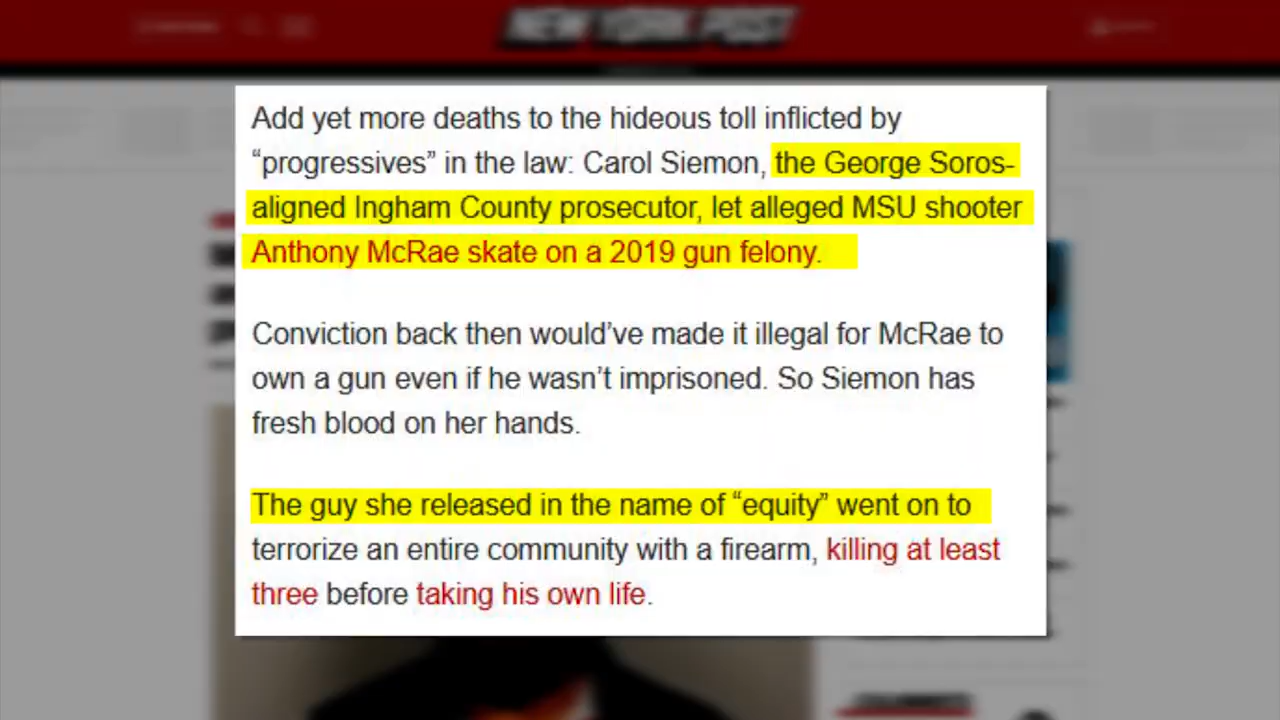 NEW YORK POST
Add yet more deaths to the hideous toll inflicted by
“progressives” in the law: Carol Siemon, the George Soros-
aligned Ingham County prosecutor, let alleged MSU shooter
Anthony McRae skate on a 2019 gun felony.
Conviction back then would’ve made it illegal for McRae to
own a gun even if he wasn’t imprisoned. So Siemon has
fresh blood on her hands.
The guy she released in the name of “equity” went on to
terrorize an entire community with a firearm, killing at least
three before taking his own life.